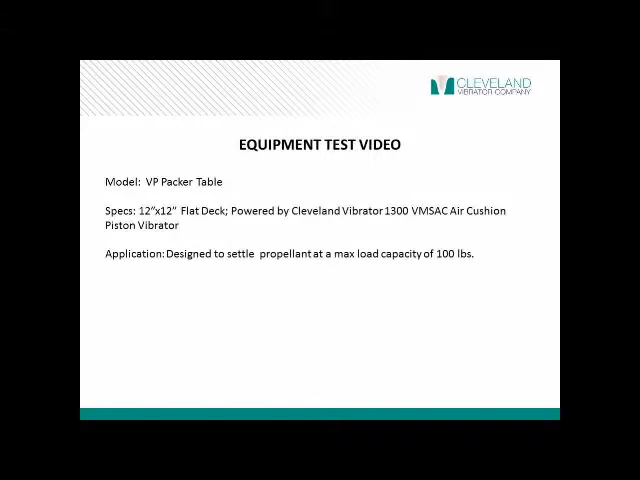 CLEVELAND
VIBRATOR COMPANY
EQUIPMENT TEST VIDEO
Model: VP Packer Table
Specs: 12”x12” Flat Deck; Powered by Cleveland Vibrator 1300 VMSAC Air Cushion
Piston Vibrator
Application: Designed to settle propellant at a max load capacity of 100 lbs.